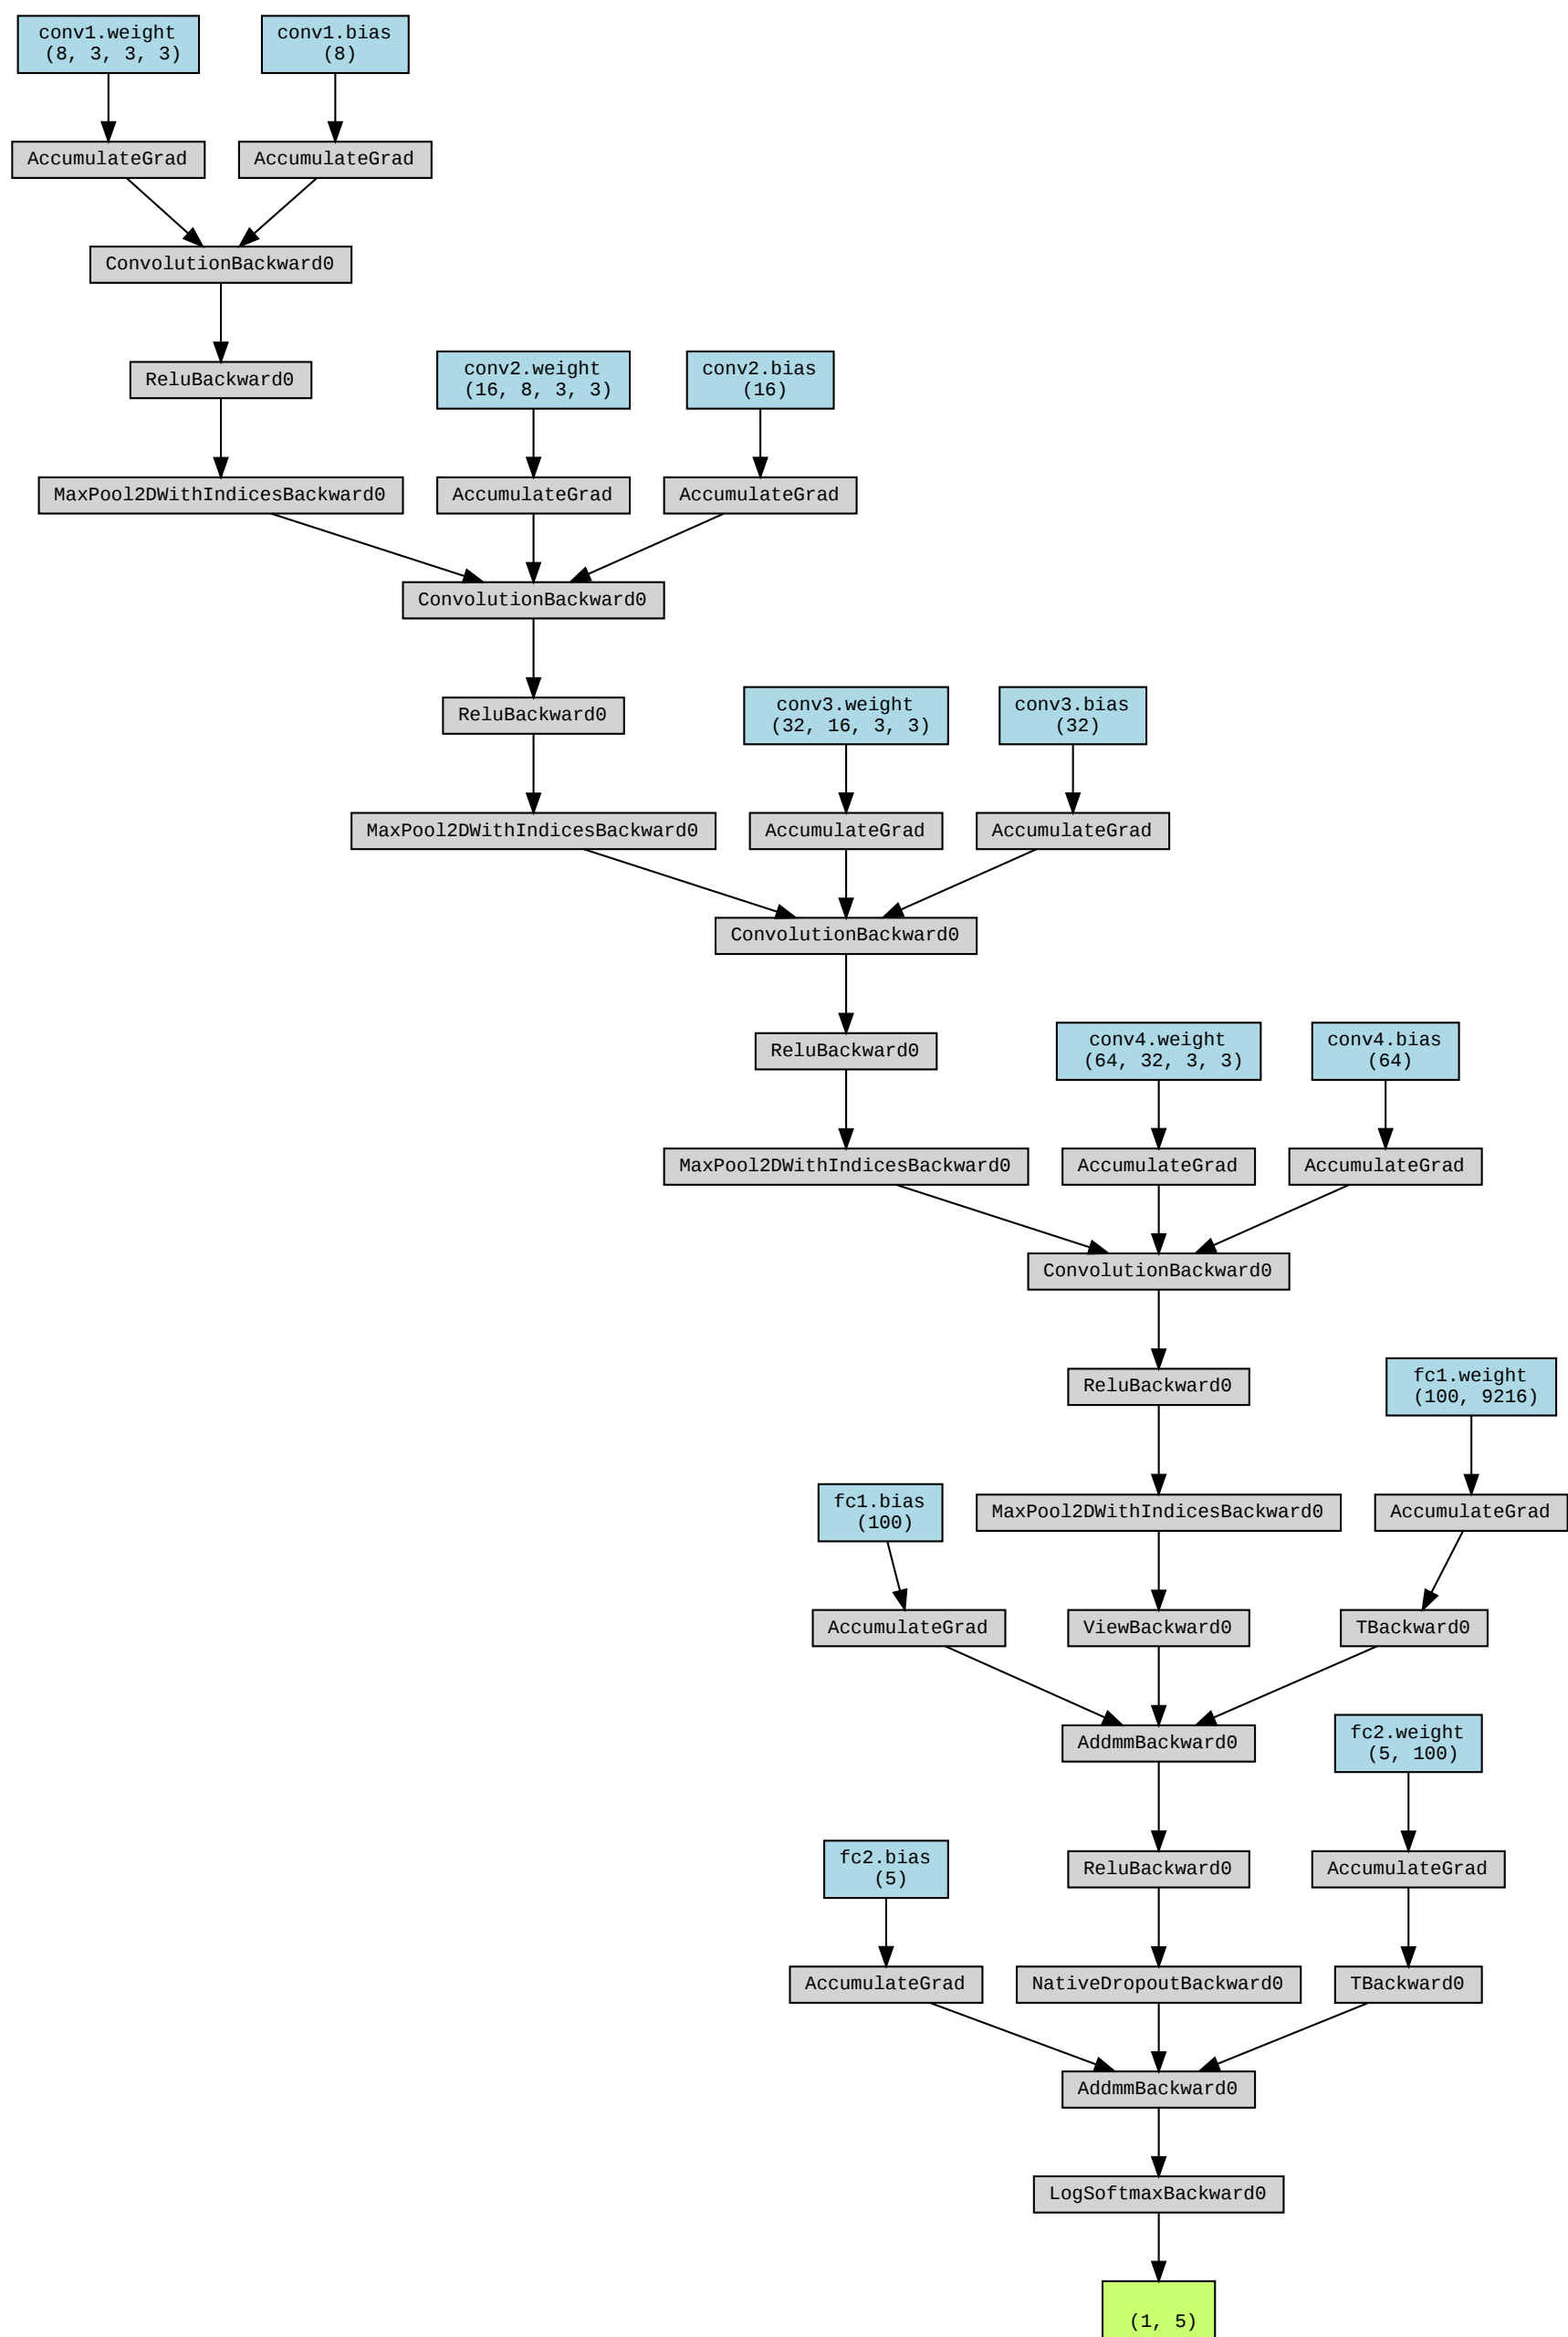 conv1.weight
(8, 3, 3, 3)
conv1.bias
(8)
AccumulateGrad
AccumulateGrad
ConvolutionBackward0
ReluBackward0
conv2.weight
(16, 8, 3, 3)
conv2.bias
(16)
MaxPool2DWithIndicesBackward0
AccumulateGrad
AccumulateGrad
ConvolutionBackward0
ReluBackward0
conv3.weight
(32, 16, 3, 3)
conv3.bias
(32)
MaxPool2DWithIndicesBackward0
AccumulateGrad
AccumulateGrad
ConvolutionBackward0
ReluBackward0
conv4.weight
(64, 32, 3, 3)
conv4.bias
(64)
MaxPool2DWithIndicesBackward0
AccumulateGrad
AccumulateGrad
ConvolutionBackward0
ReluBackward0
fc1.weight
(100, 9216)
fc1.bias
(100)
MaxPool2DWithIndicesBackward0
AccumulateGrad
AccumulateGrad
ViewBackward0
TBackward0
AddmmBackward0
fc2.weight
(5, 100)
fc2.bias
(5)
ReluBackward0
AccumulateGrad
AccumulateGrad
NativeDropoutBackward0
TBackward0
AddmmBackward0
LogSoftmaxBackward0
(1, 5)